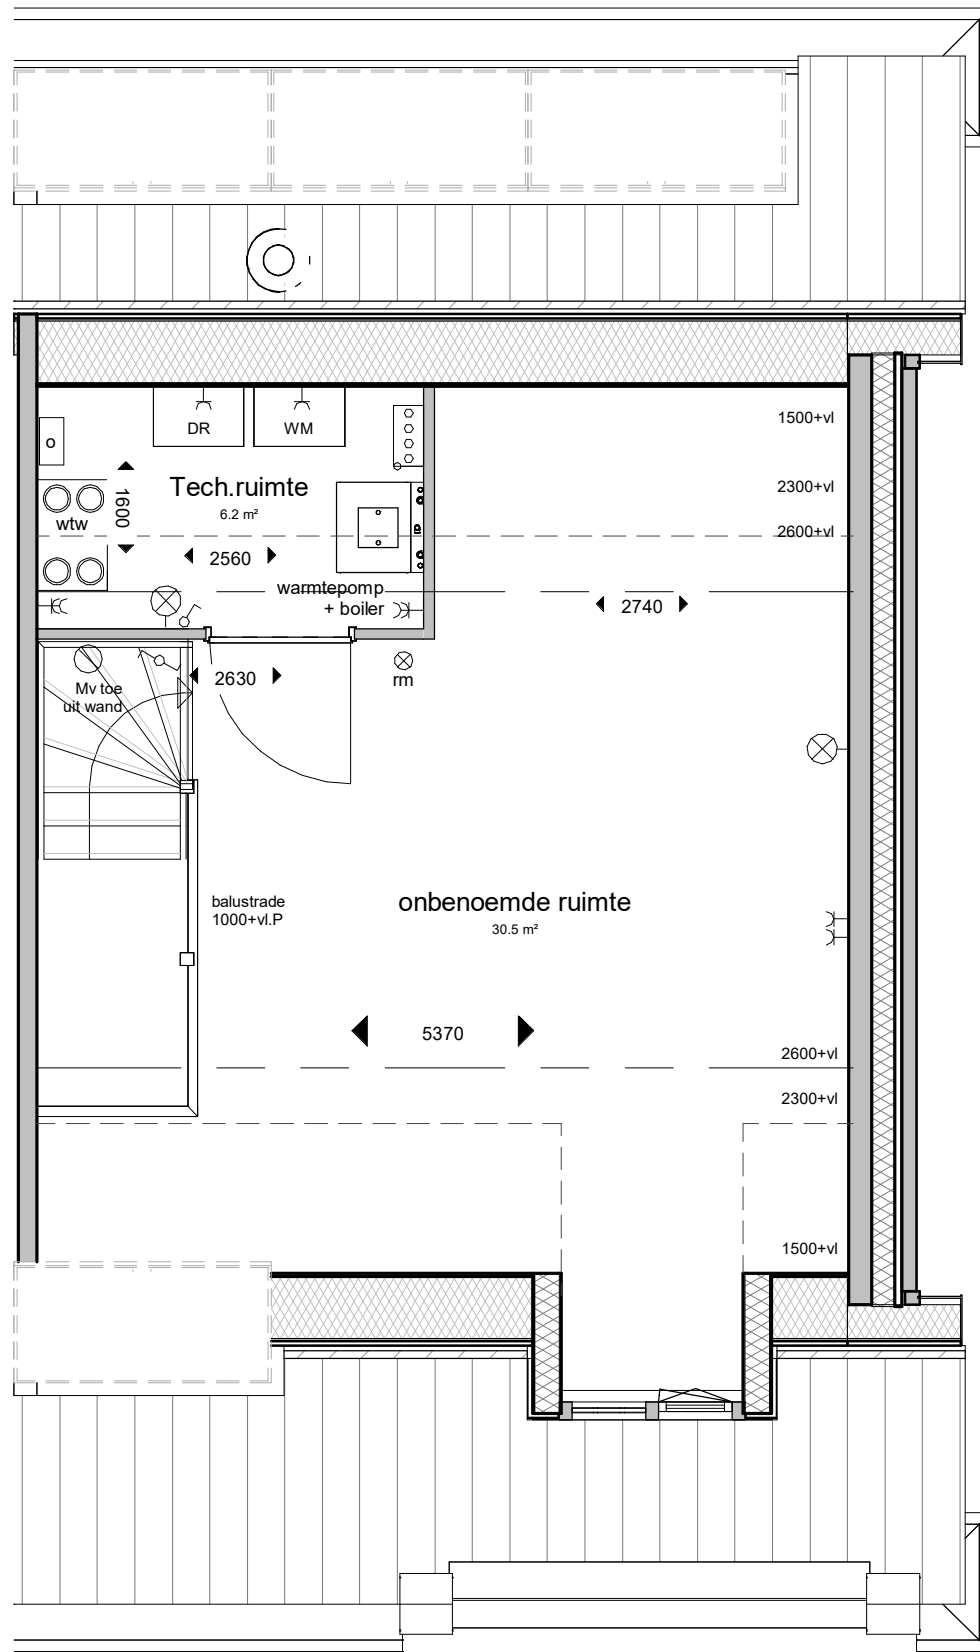 1500+vl
DR
WM
o
Tech.ruimte
6.2 m²
2300+vl
1600
wtw
2600+vl
2560
warmtepomp
+ boiler
2740
2630
rm
Mv toe
uit wand
balustrade
1000+vl.P
onbenoemde ruimte
30.5 m²
5370
2600+vl
2300+vl
1500+vl